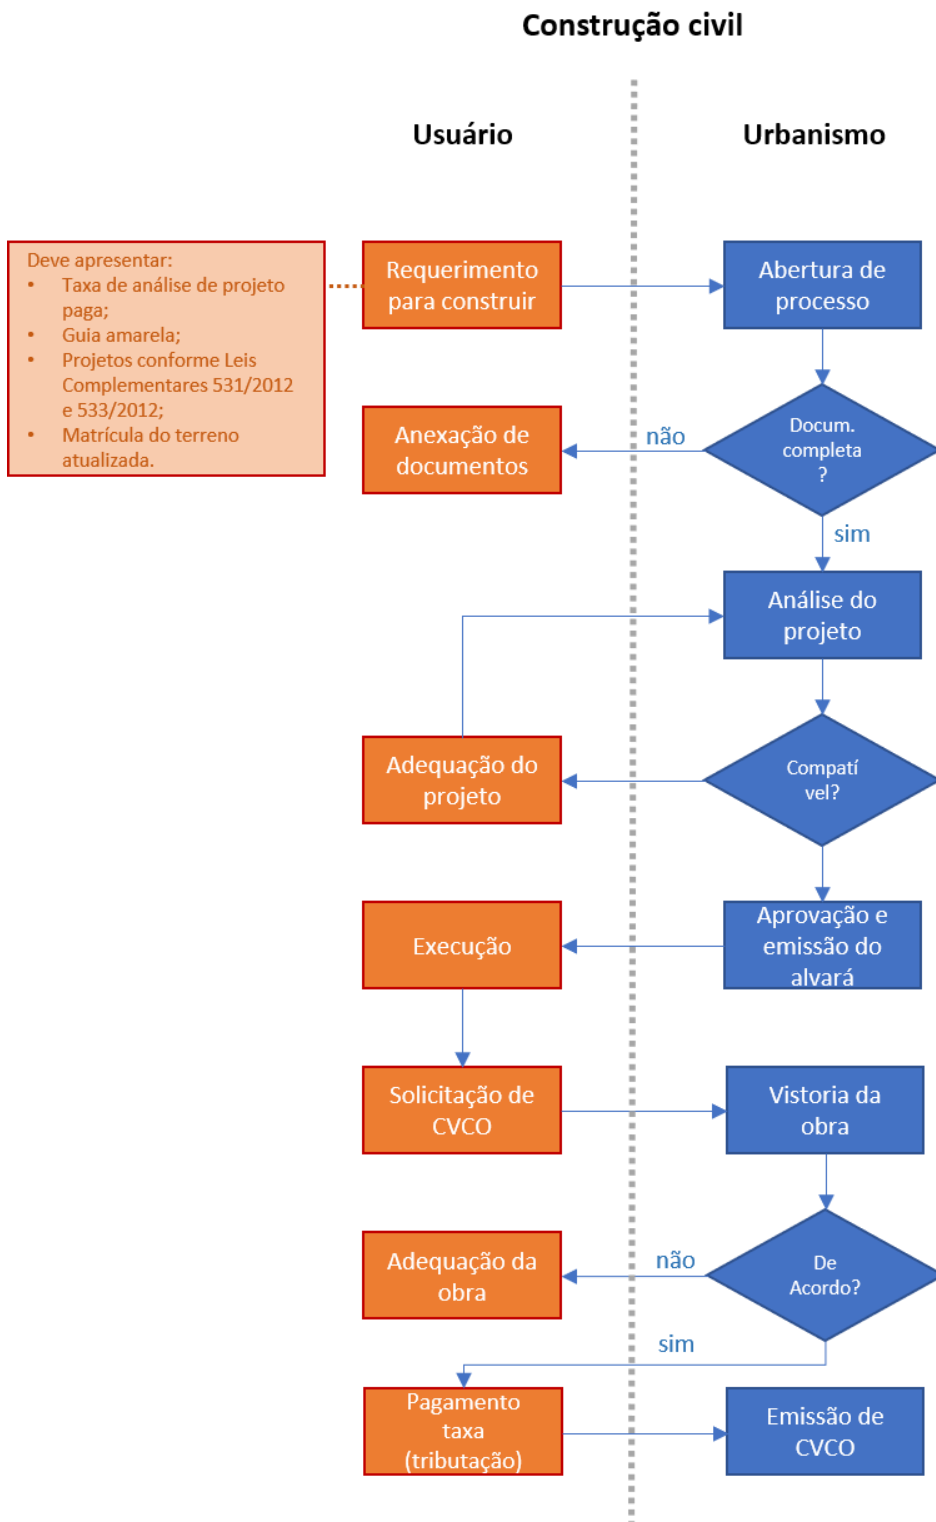 Construção civil
Usuário
Urbanismo
Deve apresentar:
• Taxa de análise de projeto
paga;
• Guia amarela;
• Projetos conforme Leis
Complementares 531/2012
e 533/2012;
• Matrícula do terreno
atualizada.
Requerimento
para construir
Abertura de
processo
Anexação de
documentos
não
Docum.
completa
?
sim
Análise do
projeto
Adequação do
projeto
Compatí
vel?
Execução
Aprovação e
emissão do
alvará
Solicitação de
CVCO
Vistoria da
obra
Adequação da
obra
não
De
Acordo?
sim
Pagamento
taxa
(tributação)
Emissão de
CVCO